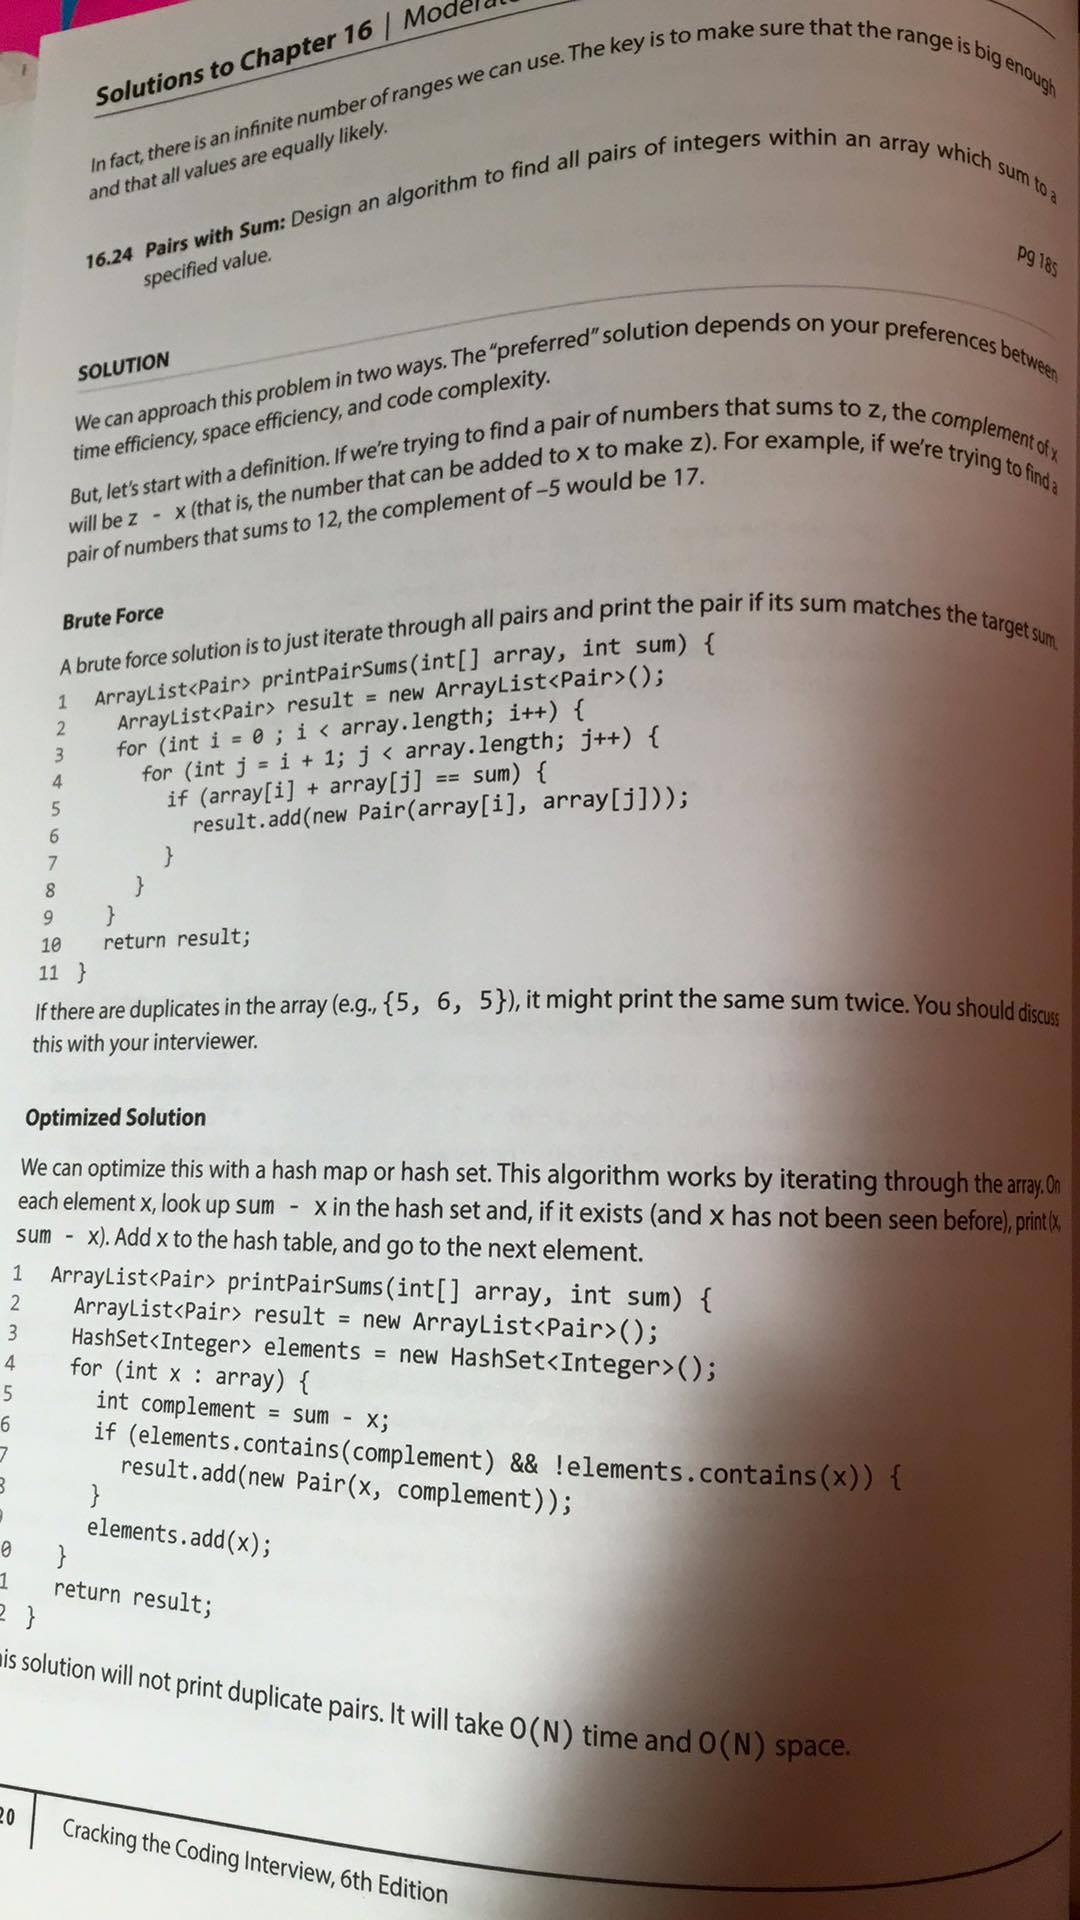 Solutions to Chapter 16 |
In fact, there is an infinite number of ranges we can use. The key is to make sure that the range is big enough
and that all values are equally likely.
16.24 Pairs with Sum: Design an algorithm to find all pairs of integers within an array which sum to a
specified value.
pg 185
SOLUTION
We can approach this problem in two ways. The "preferred" solution depends on your preferences between
time efficiency, space efficiency, and code complexity.
But, let's start with a definition. If we're trying to find a pair of numbers that sums to z, the complement of x
will be z - x (that is, the number that can be added to x to make z). For example, if we're trying to find a
pair of numbers that sums to 12, the complement of –5 would be 17.
Brute Force
A brute force solution is to just iterate through all pairs and print the pair if its sum matches the target sum.
1 ArrayList<Pair> printPairSums(int[] array, int sum) {
2 ArrayList<Pair> result = new ArrayList<Pair>();
3 for (int i = 0 ; i < array.length; i++) {
4 for (int j = i + 1; j < array.length; j++) {
5 if (array[i] + array[j] == sum) {
6 result.add(new Pair(array[i], array[j]));
7 }
8 }
9 }
10 return result;
11 }
If there are duplicates in the array (e.g., {5, 6, 5}), it might print the same sum twice. You should discuss
this with your interviewer.
Optimized Solution
We can optimize this with a hash map or hash set. This algorithm works by iterating through the array. On
each element x, look up sum - x in the hash set and, if it exists (and x has not been seen before), print (x,
sum - x). Add x to the hash table, and go to the next element.
1 ArrayList<Pair> printPairSums(int[] array, int sum) {
2 ArrayList<Pair> result = new ArrayList<Pair>();
3 HashSet<Integer> elements = new HashSet<Integer>();
4 for (int x : array) {
5 int complement = sum - x;
6 if (elements.contains(complement) && !elements.contains(x)) {
7 result.add(new Pair(x, complement));
}
elements.add(x);
0 }
1 return result;
2 }
is solution will not print duplicate pairs. It will take O(N) time and O(N) space.
20 | Cracking the Coding Interview, 6th Edition